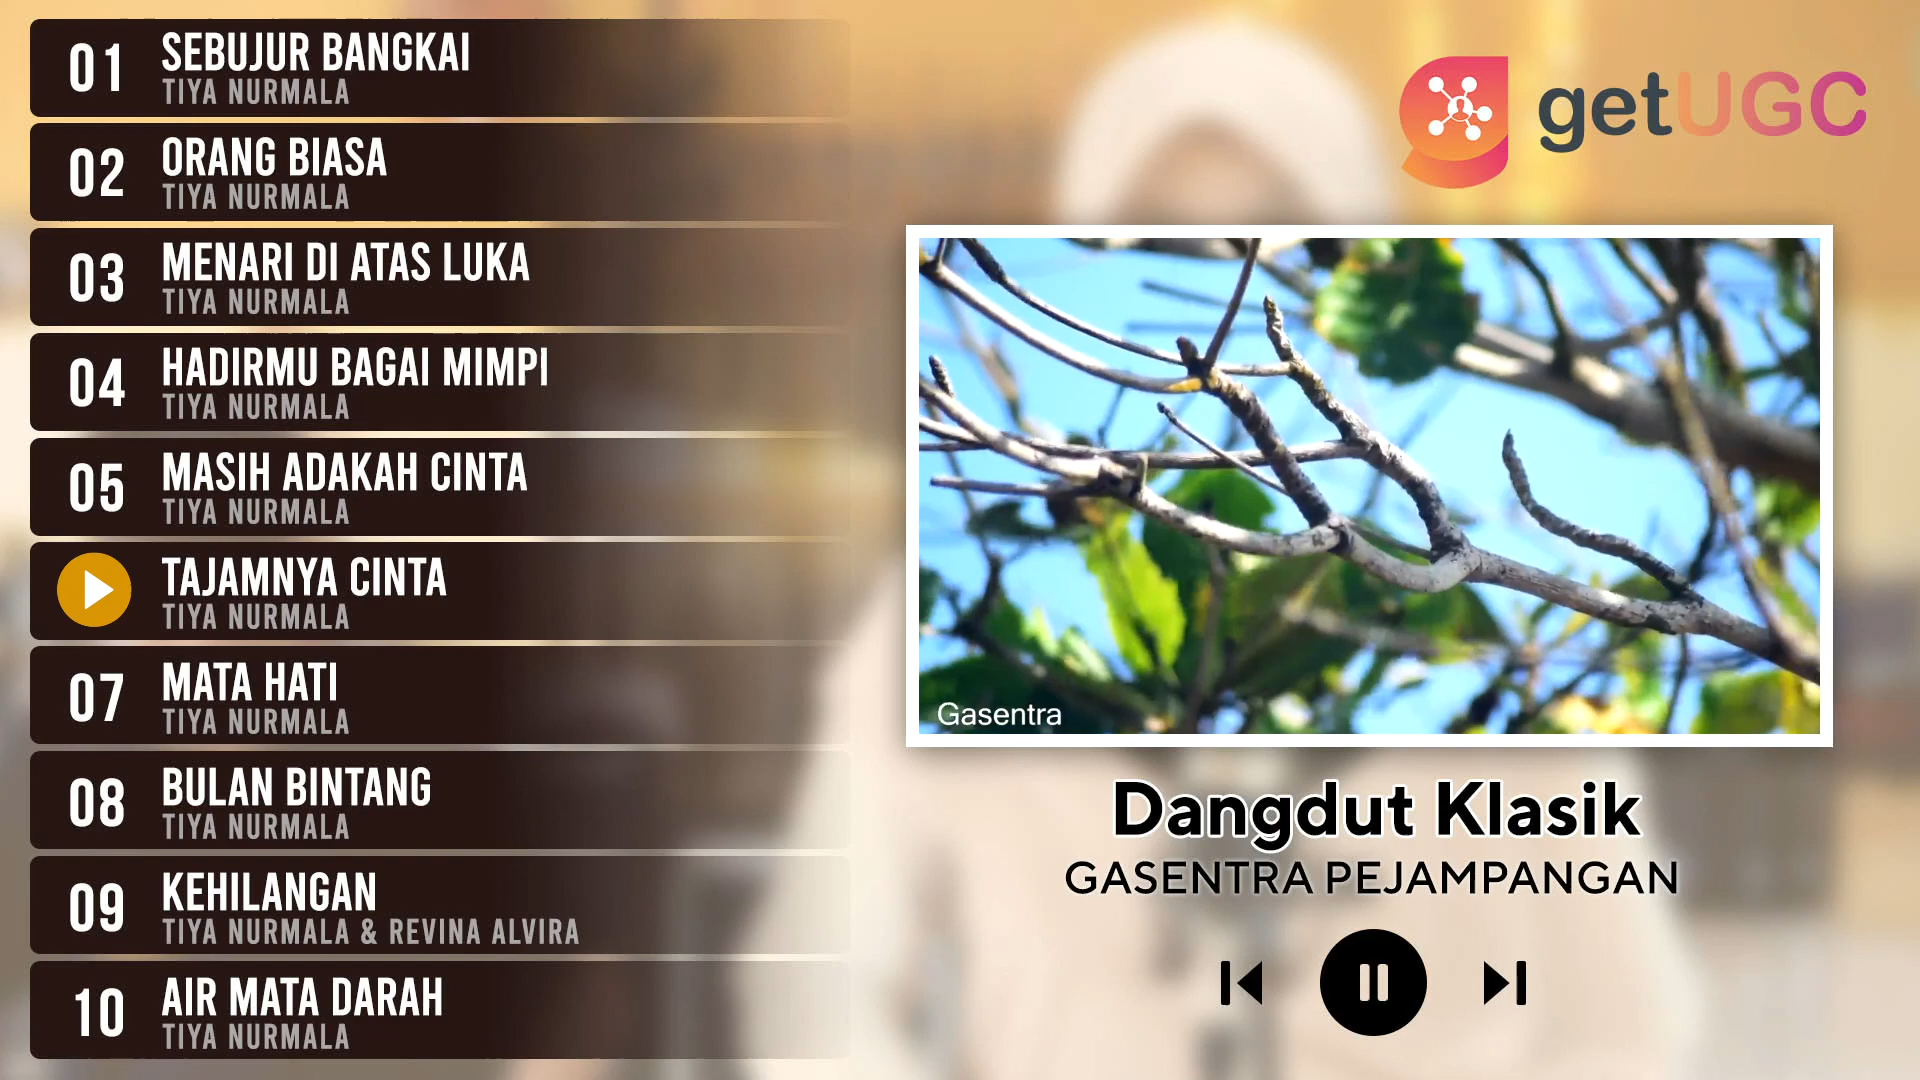 01
SEBUJUR BANGKAI
TIYA NURMALA
02
ORANG BIASA
TIYA NURMALA
03
MENARI DI ATAS LUKA
TIYA NURMALA
04
HADIRMU BAGAI MIMPI
TIYA NURMALA
05
MASIH ADAKAH CINTA
TIYA NURMALA
TAJAMNYA CINTA
TIYA NURMALA
07
MATA HATI
TIYA NURMALA
08
BULAN BINTANG
TIYA NURMALA
09
KEHILANGAN
TIYA NURMALA & REVINA ALVIRA
10
AIR MATA DARAH
TIYA NURMALA
getUGC
Gasentra
Dangdut Klasik
GASENTRA PEJAMPANGAN